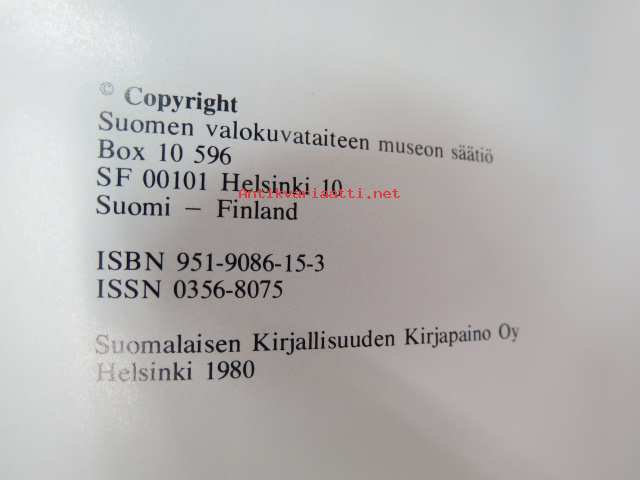 © Copyright
Suomen valokuvataiteen museon säätiö
Box 10 596
SF 00101 Helsinki 10
Antikvariaatti.net
Suomi – Finland
ISBN 951-9086-15-3
ISSN 0356-8075
Suomalaisen Kirjallisuuden Kirjapaino Oy
Helsinki 1980